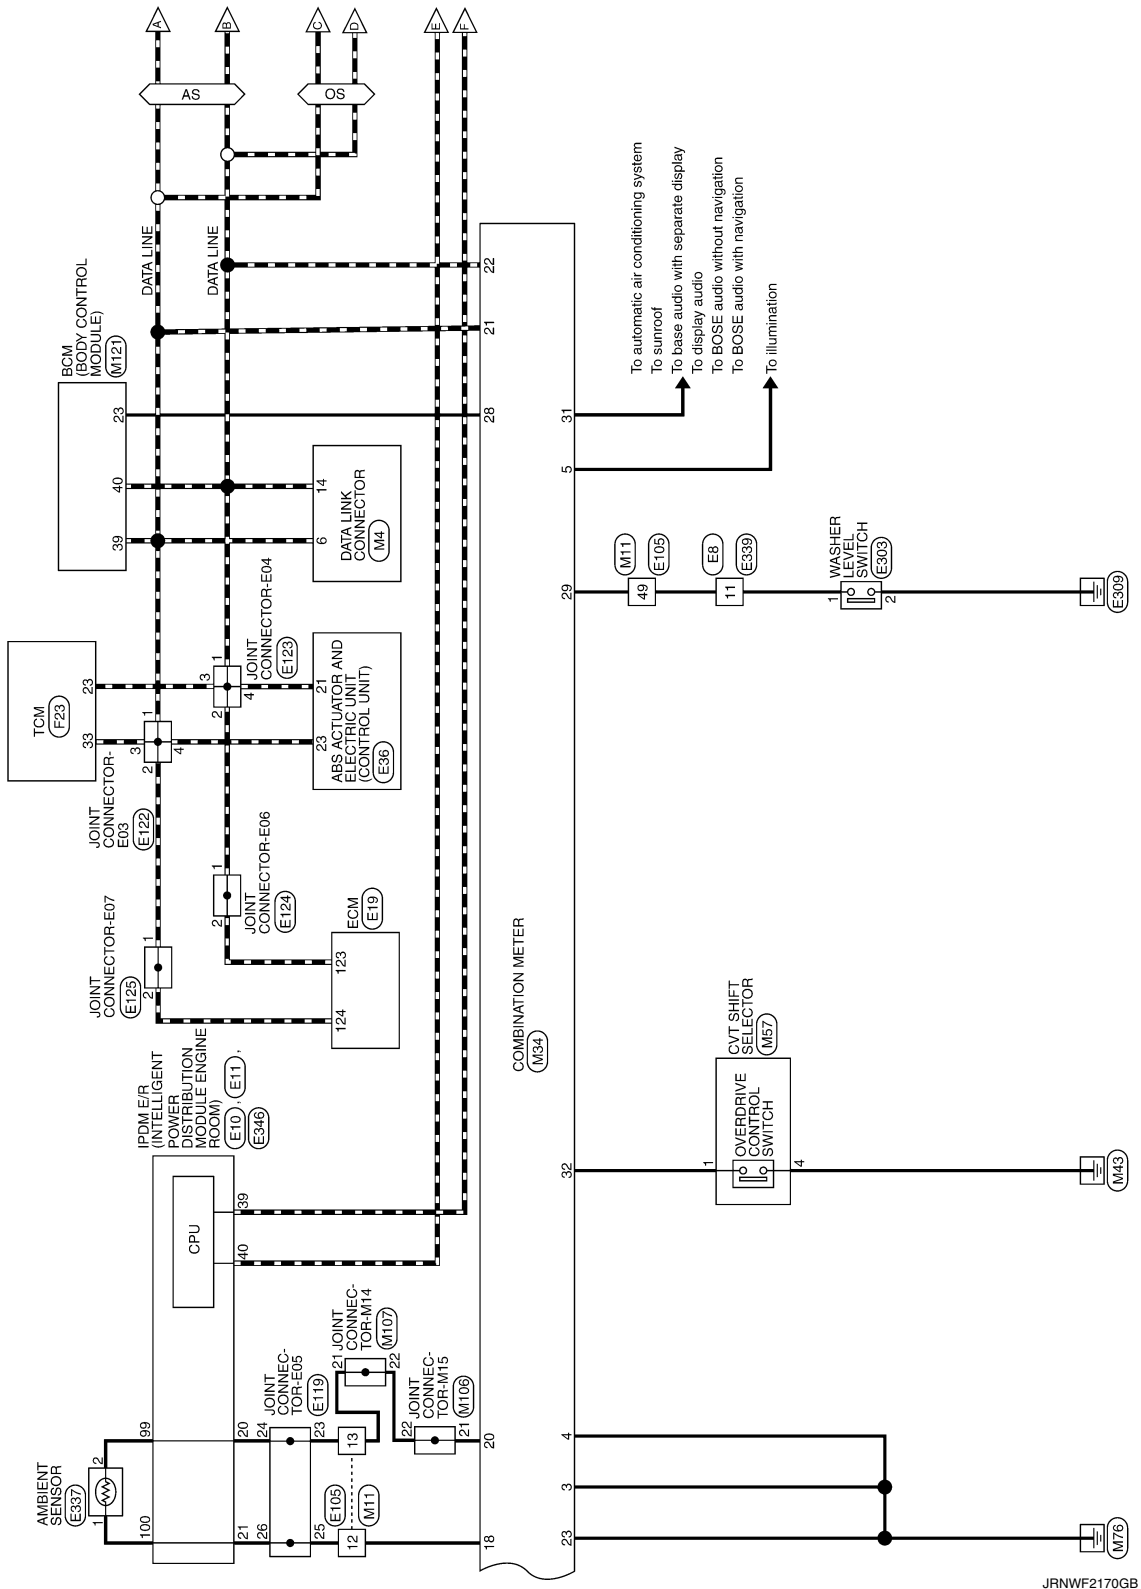 A
B
C
D
E
F
AS
OS
DATA LINE
DATA LINE
BCM
(BODY CONTROL
MODULE)
M121
39
40
23
TCM
F23
33
23
JOINT
CONNECTOR-
E03
E122
1
2
3
4
JOINT
CONNECTOR-E04
E123
1
2
3
4
DATA LINK
CONNECTOR
M4
6
14
ABS ACTUATOR AND
ELECTRIC UNIT
(CONTROL UNIT)
E36
23
21
JOINT
CONNECTOR-E07
E125
1
2
JOINT
CONNECTOR-E06
E124
1
2
ECM
E19
124
123
IPDM E/R
(INTELLIGENT
POWER
DISTRIBUTION
MODULE ENGINE
ROOM)
E10 , E11 ,
E346
CPU
40
39
AMBIENT
SENSOR
E337
1
2
100
99
21
20
26
24
JOINT
CONNEC-
TOR-E05
E119
25
23
E105
M11
12
13
21
JOINT
CONNEC-
TOR-M14
M107
22
22
JOINT
CONNEC-
TOR-M15
M106
21
COMBINATION METER
M34
18
20
28
21
22
23
3
4
32
29
5
31
To automatic air conditioning system
To sunroof
To base audio with separate display
To display audio
To BOSE audio without navigation
To BOSE audio with navigation
To illumination
M11
49
E105
E8
11
E339
WASHER
LEVEL
SWITCH
E303
1
2
E309
CVT SHIFT
SELECTOR
M57
OVERDRIVE
CONTROL
SWITCH
1
4
M43
M76
JRNWF2170GB